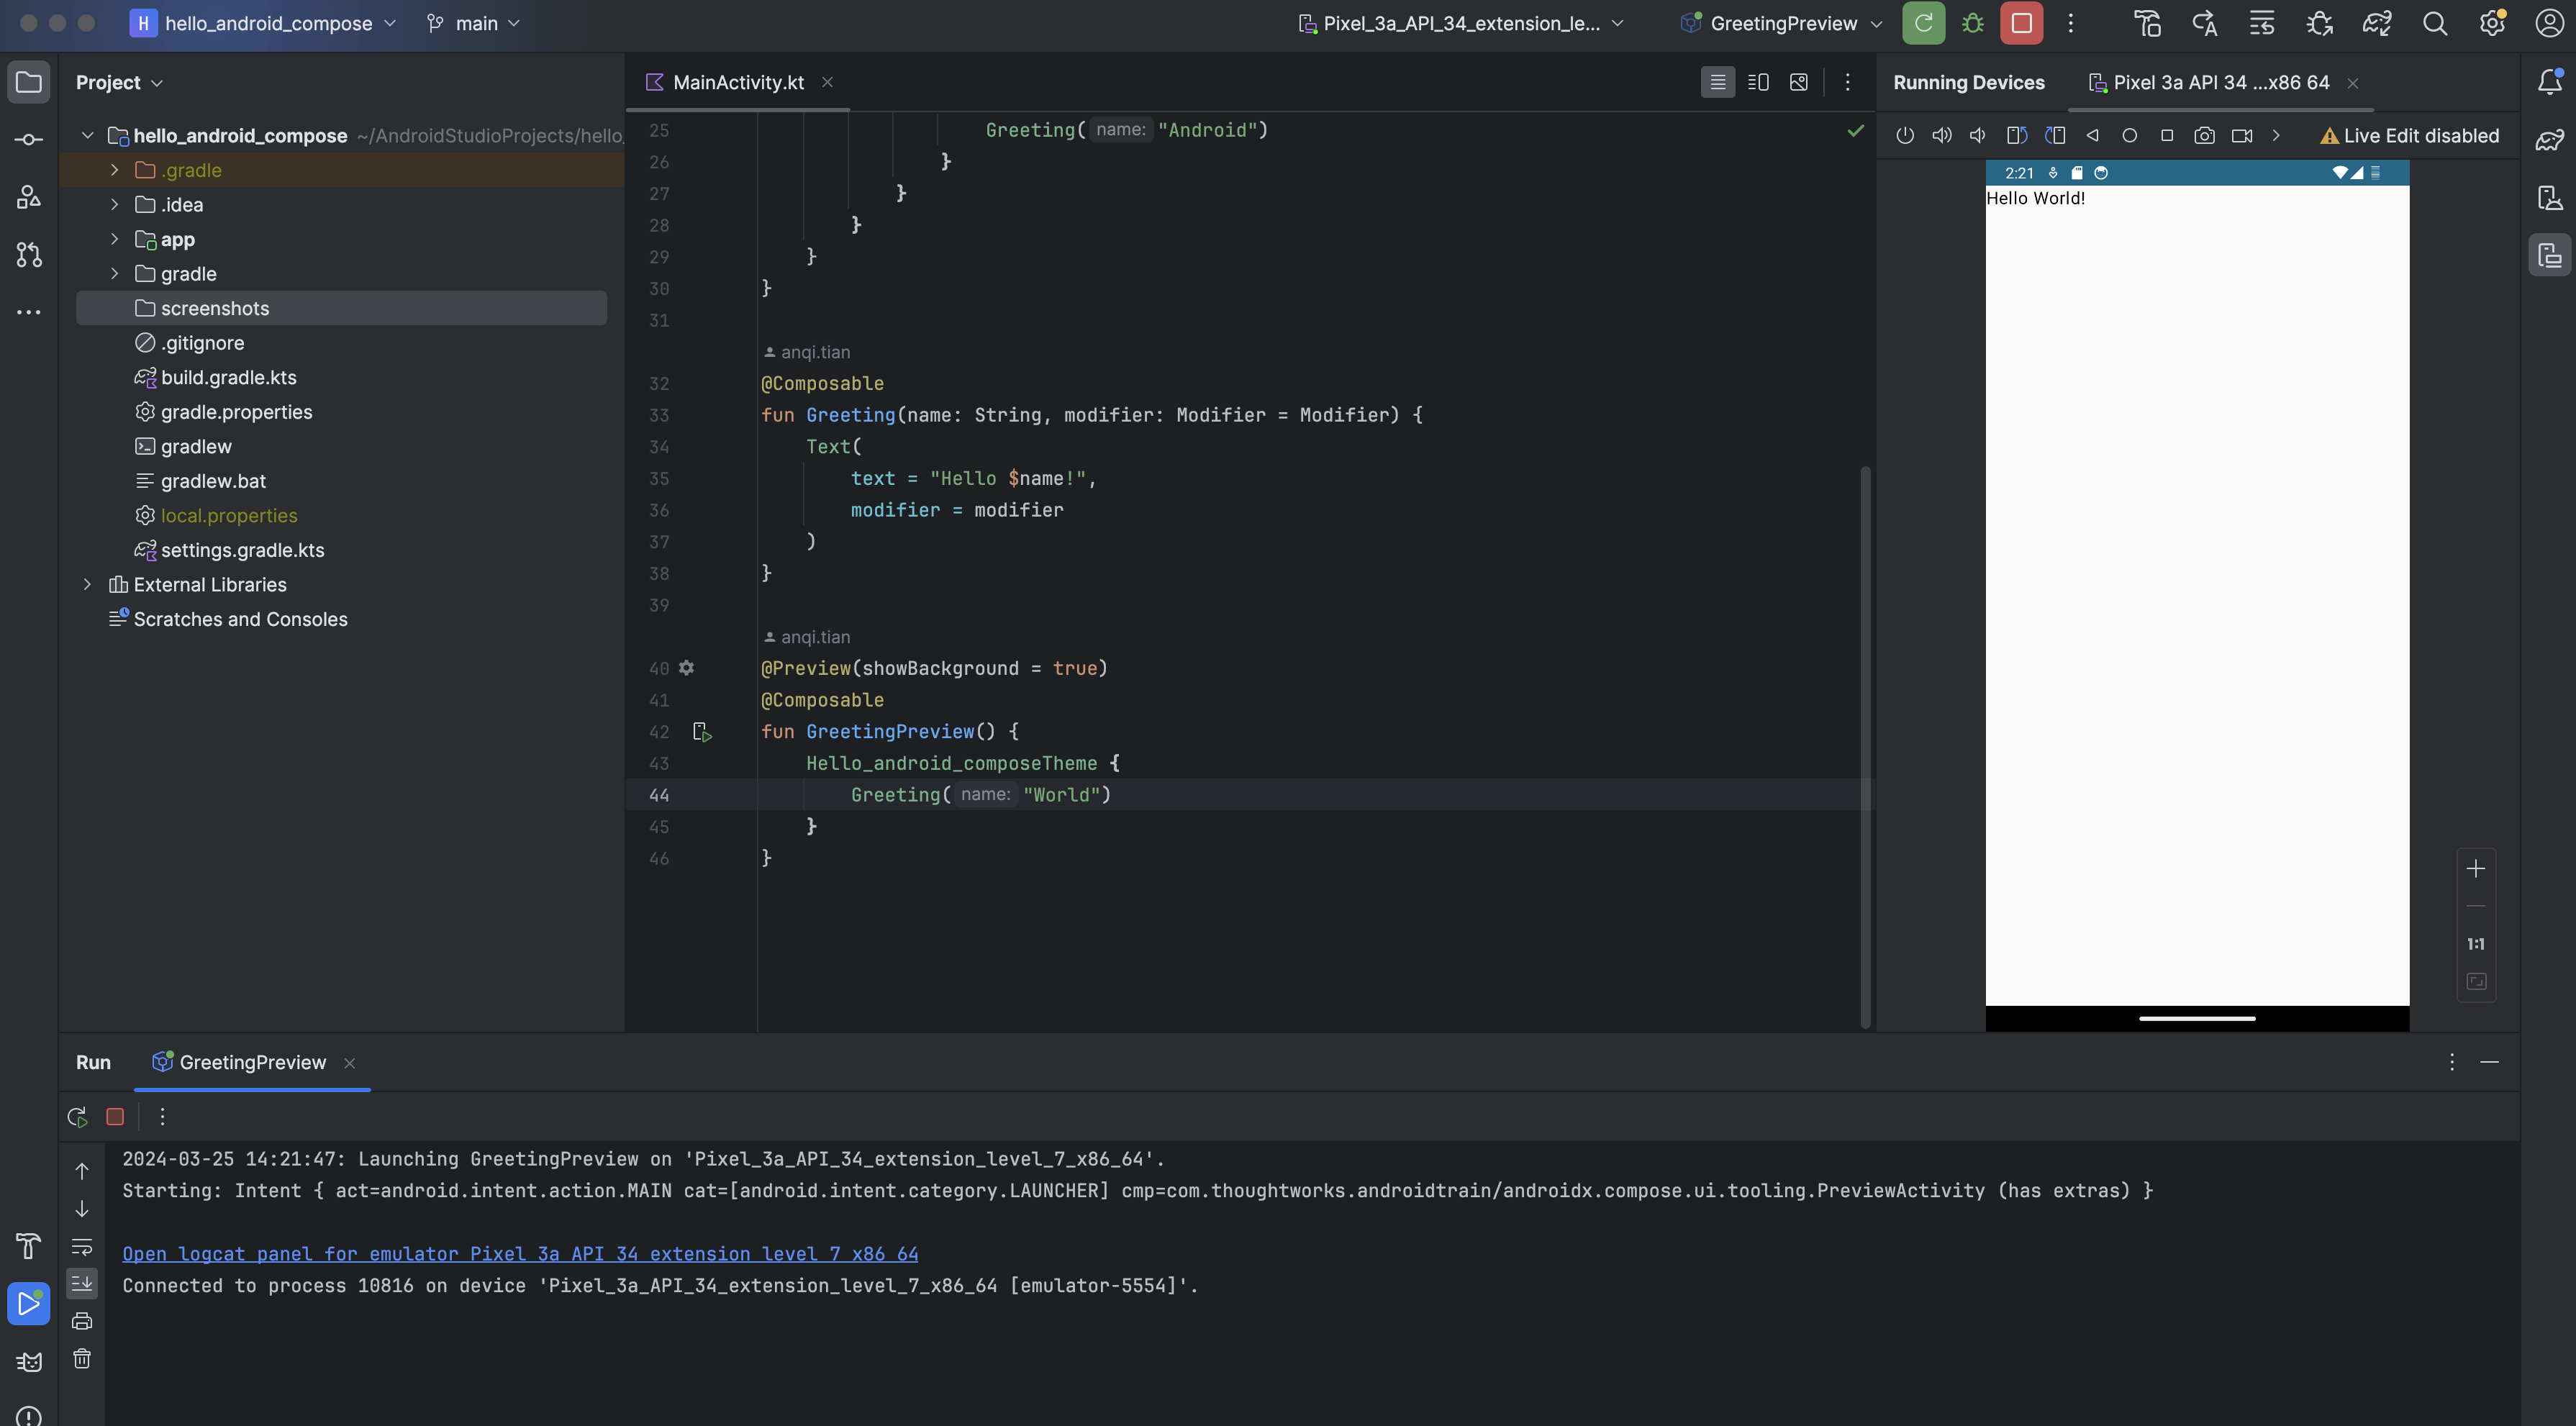 H hello_android_compose main Pixel_3a_API_34_extension_le... GreetingPreview
Project
hello_android_compose ~/AndroidStudioProjects/hello_
.gradle
.idea
app
gradle
screenshots
.gitignore
build.gradle.kts
gradle.properties
gradlew
gradlew.bat
local.properties
settings.gradle.kts
External Libraries
Scratches and Consoles
MainActivity.kt
25 Greeting( name: "Android")
26 }
27 }
28 }
29 }
30 }
31
anqi.tian
32 @Composable
33 fun Greeting(name: String, modifier: Modifier = Modifier) {
34 Text(
35 text = "Hello $name!",
36 modifier = modifier
37 )
38 }
39
anqi.tian
40 @Preview(showBackground = true)
41 @Composable
42 fun GreetingPreview() {
43 Hello_android_composeTheme {
44 Greeting( name: "World")
45 }
46 }
Running Devices Pixel 3a API 34 ...x86 64
Live Edit disabled
2:21
Hello World!
1:1
Run GreetingPreview
2024-03-25 14:21:47: Launching GreetingPreview on 'Pixel_3a_API_34_extension_level_7_x86_64'.
Starting: Intent { act=android.intent.action.MAIN cat=[android.intent.category.LAUNCHER] cmp=com.thoughtworks.androidtrain/androidx.compose.ui.tooling.PreviewActivity (has extras) }
Open logcat panel for emulator Pixel 3a API 34 extension level 7 x86 64
Connected to process 10816 on device 'Pixel_3a_API_34_extension_level_7_x86_64 [emulator-5554]'.